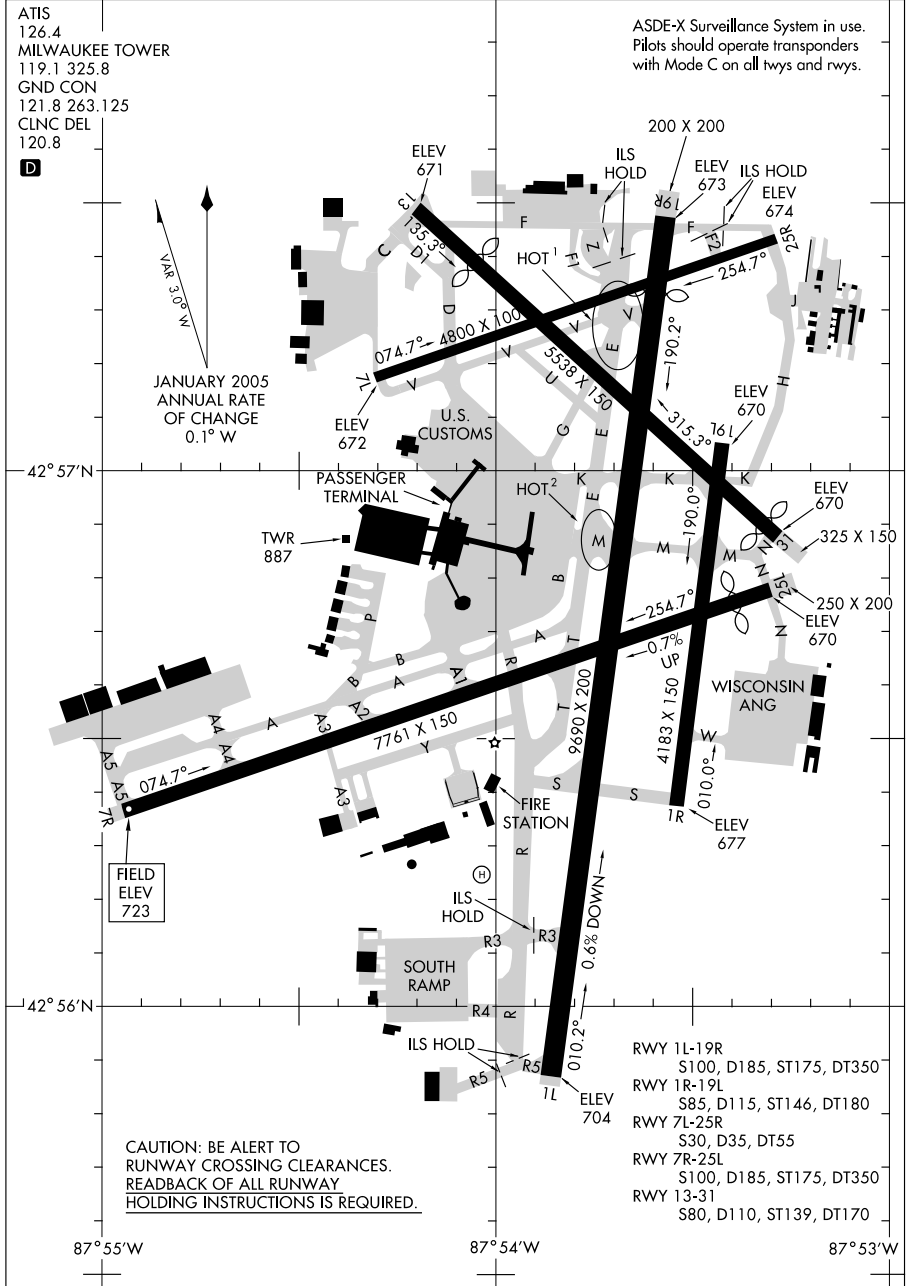 ATIS
126.4
MILWAUKEE TOWER
119.1 325.8
GND CON
121.8 263.125
CLNC DEL
120.8
D
ASDE-X Surveillance System in use.
Pilots should operate transponders
with Mode C on all twys and rwys.
200 X 200
ELEV
671
ILS
HOLD
ELEV
673
ILS HOLD
ELEV
674
13
19R
F
F
F2
F1
Z
25R
C
135.3°
D1
HOT 1
254.7°
VAR 3.0° W
D
J
074.7°
4800 X 100
V
V
V
V
E
190.2°
7L
5538 X 150
H
JANUARY 2005
ANNUAL RATE
OF CHANGE
0.1° W
ELEV
672
U.S.
CUSTOMS
U
G
E
315.3°
19L
ELEV
670
42°57'N
PASSENGER
TERMINAL
HOT 2
E
K
K
K
ELEV
670
TWR
887
M
M
M
190.0°
N
N
31
325 X 150
B
25L
250 X 200
P
254.7°
0.7%
UP
ELEV
670
N
B
B
A
A
A1
R
T
T
A2
A3
A4
A4
A
A5
A5
7761 X 150
9690 X 200
4183 X 150
WISCONSIN
ANG
W
Y
074.7°
7R
A3
S
S
010.0°
1R
ELEV
677
FIRE
STATION
FIELD
ELEV
723
R
H
ILS
HOLD
R3
R3
0.6% DOWN
SOUTH
RAMP
42°56'N
R4
R
010.2°
ILS HOLD
R5
R5
1L
ELEV
704
RWY 1L-19R
S100, D185, ST175, DT350
RWY 1R-19L
S85, D115, ST146, DT180
RWY 7L-25R
S30, D35, DT55
RWY 7R-25L
S100, D185, ST175, DT350
RWY 13-31
S80, D110, ST139, DT170
CAUTION: BE ALERT TO
RUNWAY CROSSING CLEARANCES.
READBACK OF ALL RUNWAY
HOLDING INSTRUCTIONS IS REQUIRED.
87°55'W
87°54'W
87°53'W